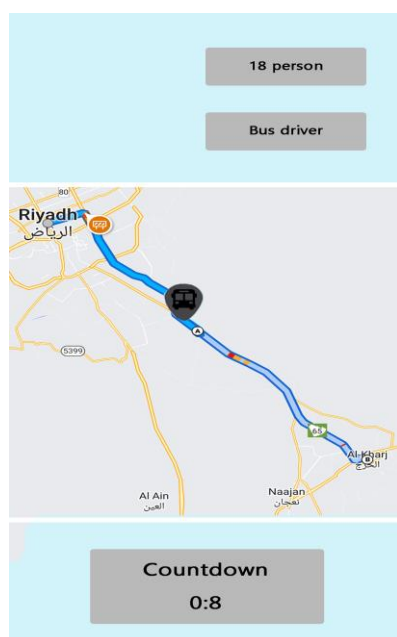 18 person
Bus driver
80
Riyadh
الرياض
A
5399
65
Al Kharj
الخرج
B
Al Ain
العين
Naajan
نعجان
Countdown
0:8